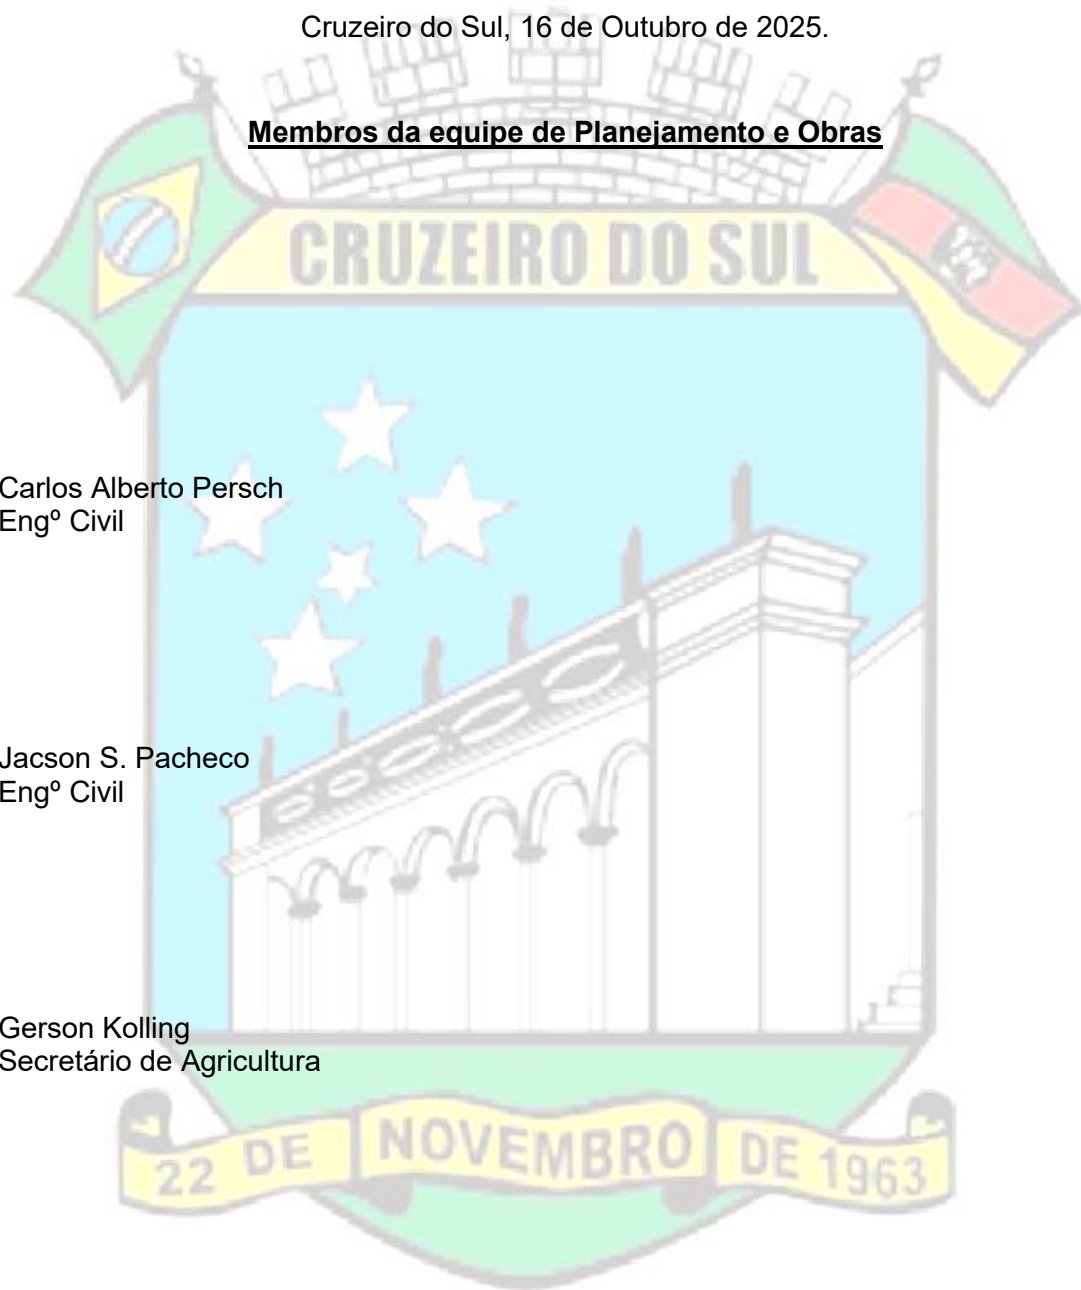 Cruzeiro do Sul, 16 de Outubro de 2025.
Membros da equipe de Planejamento e Obras
CRUZEIRO DO SUL
Carlos Alberto Persch
Engº Civil
Jacson S. Pacheco
Engº Civil
Gerson Kolling
Secretário de Agricultura
22 DE NOVEMBRO DE 1963